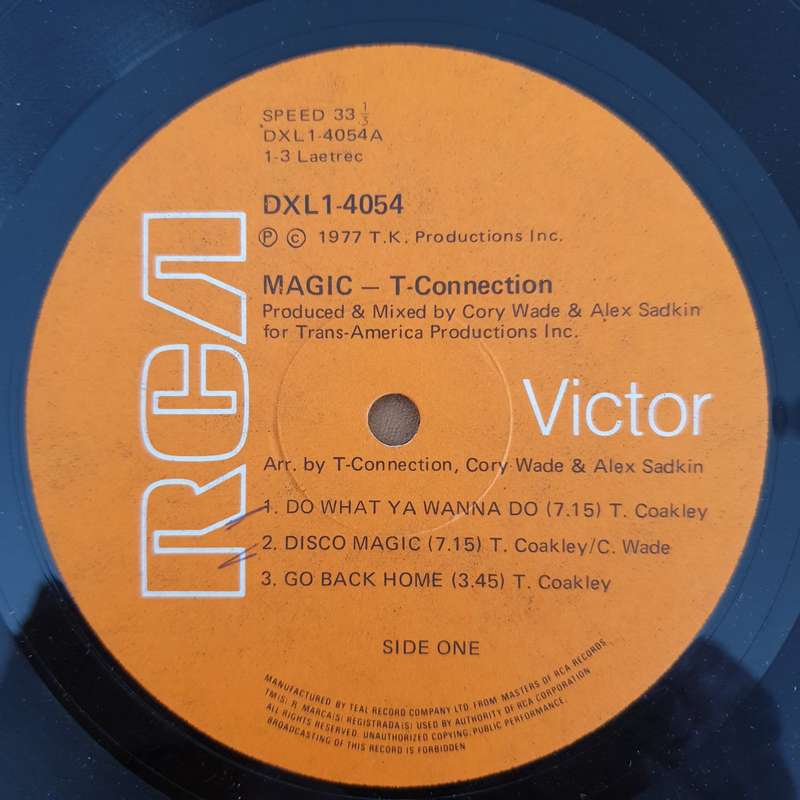 SPEED 33 1/3
DXL1-4054A
1-3 Laetrec
DXL1-4054
Ⓟ © 1977 T.K. Productions Inc.
MAGIC – T-Connection
Produced & Mixed by Cory Wade & Alex Sadkin
for Trans-America Productions Inc.
RCA
Victor
Arr. by T-Connection, Cory Wade & Alex Sadkin
1. DO WHAT YA WANNA DO (7.15) T. Coakley
2. DISCO MAGIC (7.15) T. Coakley/C. Wade
3. GO BACK HOME (3.45) T. Coakley
SIDE ONE
MANUFACTURED BY TEAL RECORD COMPANY LTD FROM MASTERS OF RCA RECORDS
TM(S) R MARCA(S) REGISTRADA(S) USED BY AUTHORITY OF RCA CORPORATION
ALL RIGHTS RESERVED. UNAUTHORIZED COPYING, PUBLIC PERFORMANCE,
BROADCASTING OF THIS RECORD IS FORBIDDEN